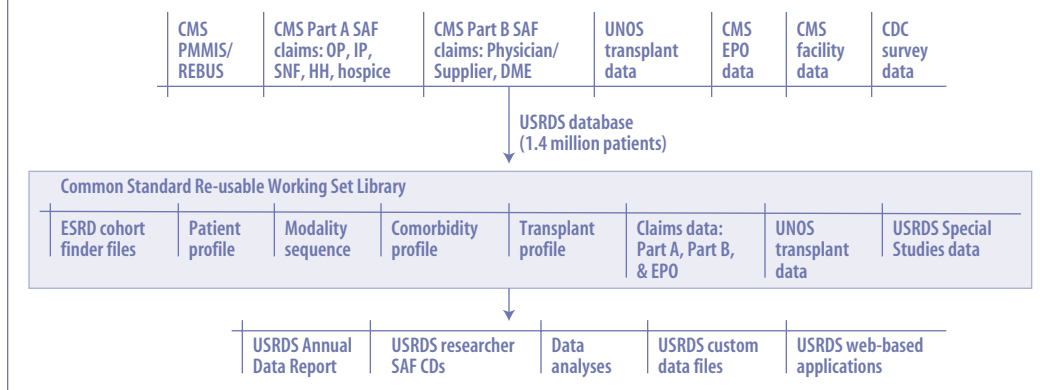 CMS
PMMIS/
REBUS
CMS Part A SAF
claims: OP, IP,
SNF, HH, hospice
CMS Part B SAF
claims: Physician/
Supplier, DME
UNOS
transplant
data
CMS
EPO
data
CMS
facility
data
CDC
survey
data
USRDS database
(1.4 million patients)
Common Standard Re-usable Working Set Library
ESRD cohort
finder files
Patient
profile
Modality
sequence
Comorbidity
profile
Transplant
profile
Claims data:
Part A, Part B,
& EPO
UNOS
transplant
data
USRDS Special
Studies data
USRDS Annual
Data Report
USRDS researcher
SAF CDs
Data
analyses
USRDS custom
data files
USRDS web-based
applications